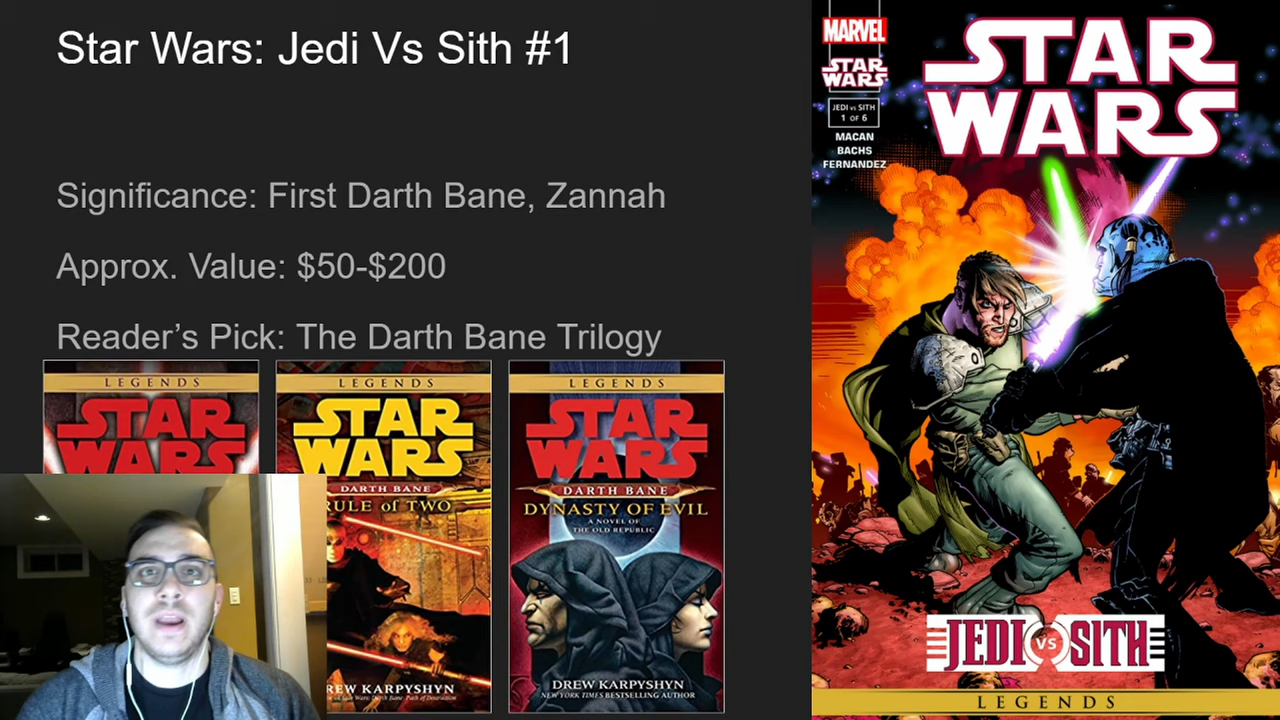 Star Wars: Jedi Vs Sith #1
Significance: First Darth Bane, Zannah
Approx. Value: $50-$200
Reader’s Pick: The Darth Bane Trilogy
LEGENDS
STAR
WARS
LEGENDS
STAR
WARS
DARTH BANE
RULE of TWO
REW KARPYSHYN
LEGENDS
STAR
WARS
DARTH BANE
DYNASTY OF EVIL
A NOVEL OF
THE OLD REPUBLIC
DREW KARPYSHYN
NEW YORK TIMES BESTSELLING AUTHOR
MARVEL
STAR
WARS
JEDI vs SITH
1 OF 6
MACAN
BACHS
FERNANDEZ
STAR
WARS
JEDI VS SITH
LEGENDS